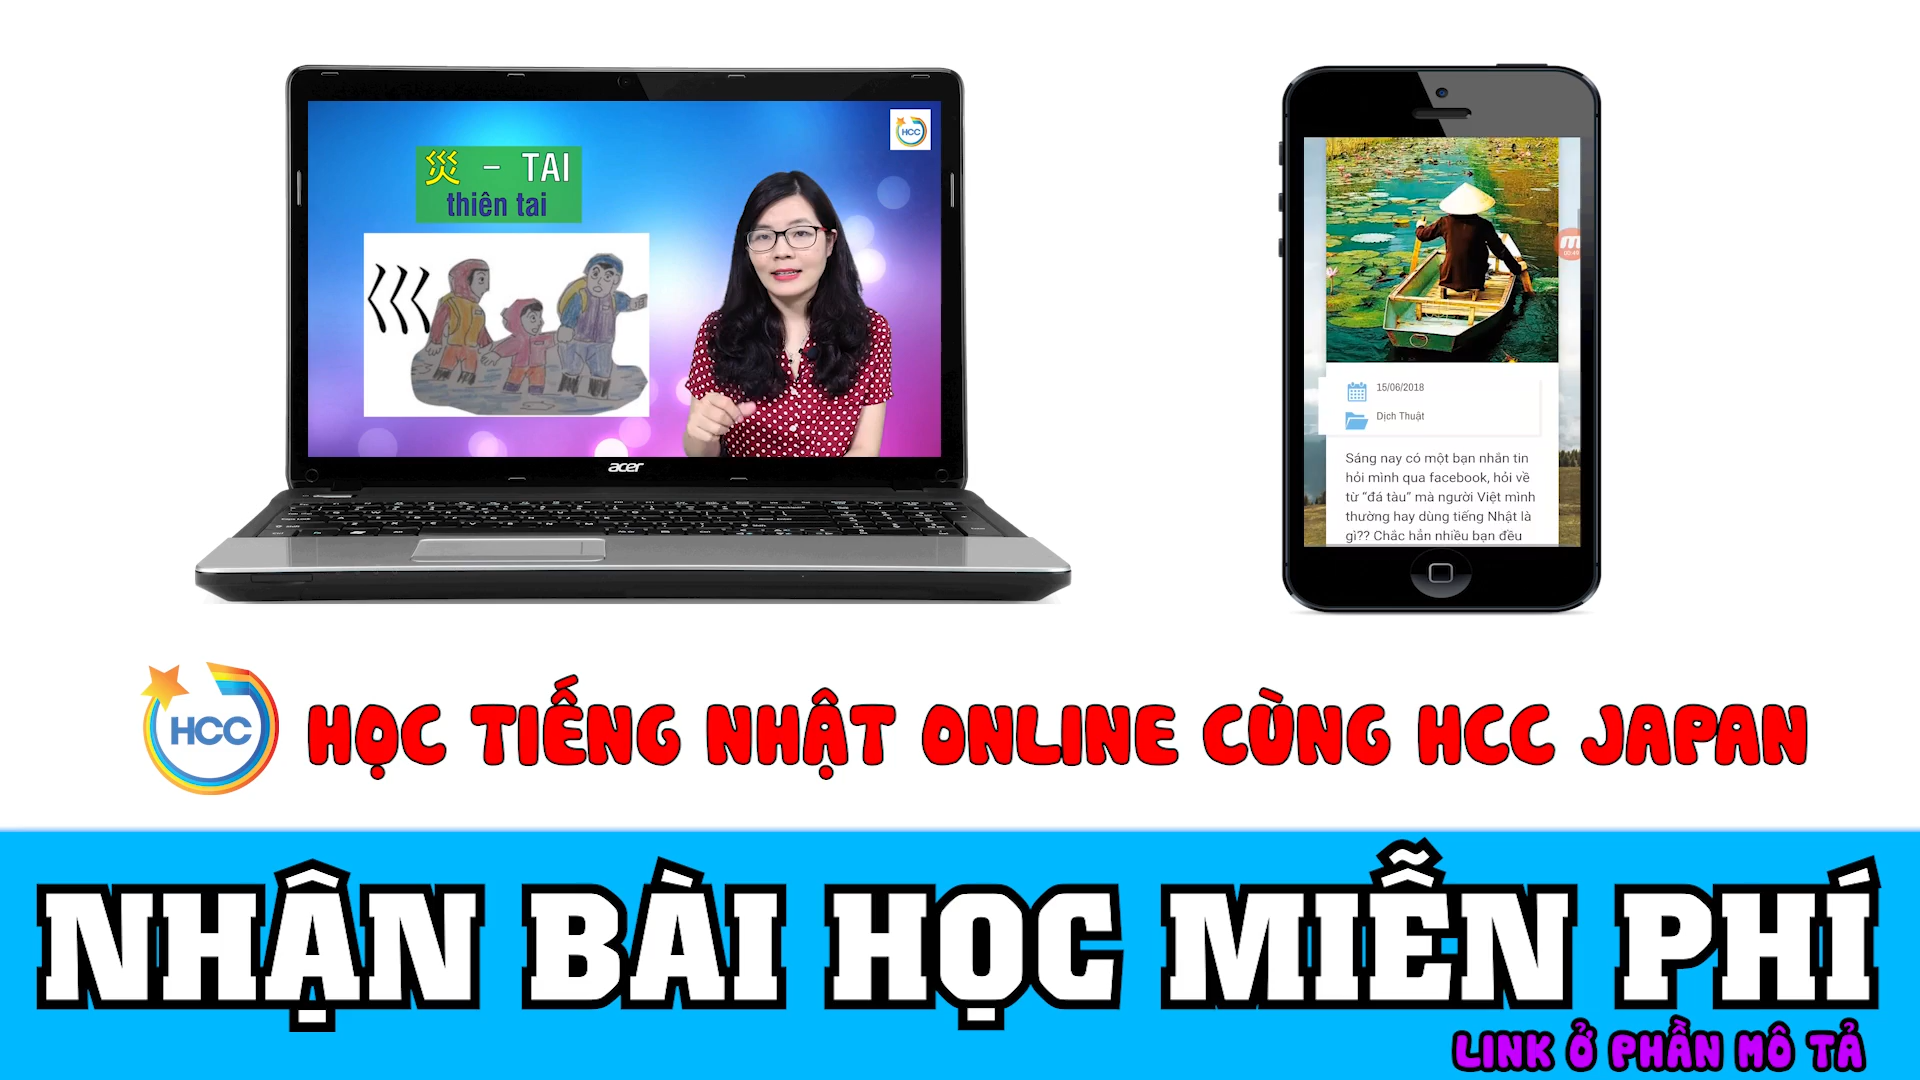 HCC
災 - TAI
thiên tai
acer
15/06/2018
Dịch Thuật
Sáng nay có một bạn nhắn tin
hỏi mình qua facebook, hỏi về
từ “đá tàu” mà người Việt mình
thường hay dùng tiếng Nhật là
gì?? Chắc hẳn nhiều bạn đều
HCC
HỌC TIẾNG NHẬT ONLINE CÙNG HCC JAPAN
NHẬN BÀI HỌC MIỄN PHÍ
LINK Ở PHẦN MÔ TẢ